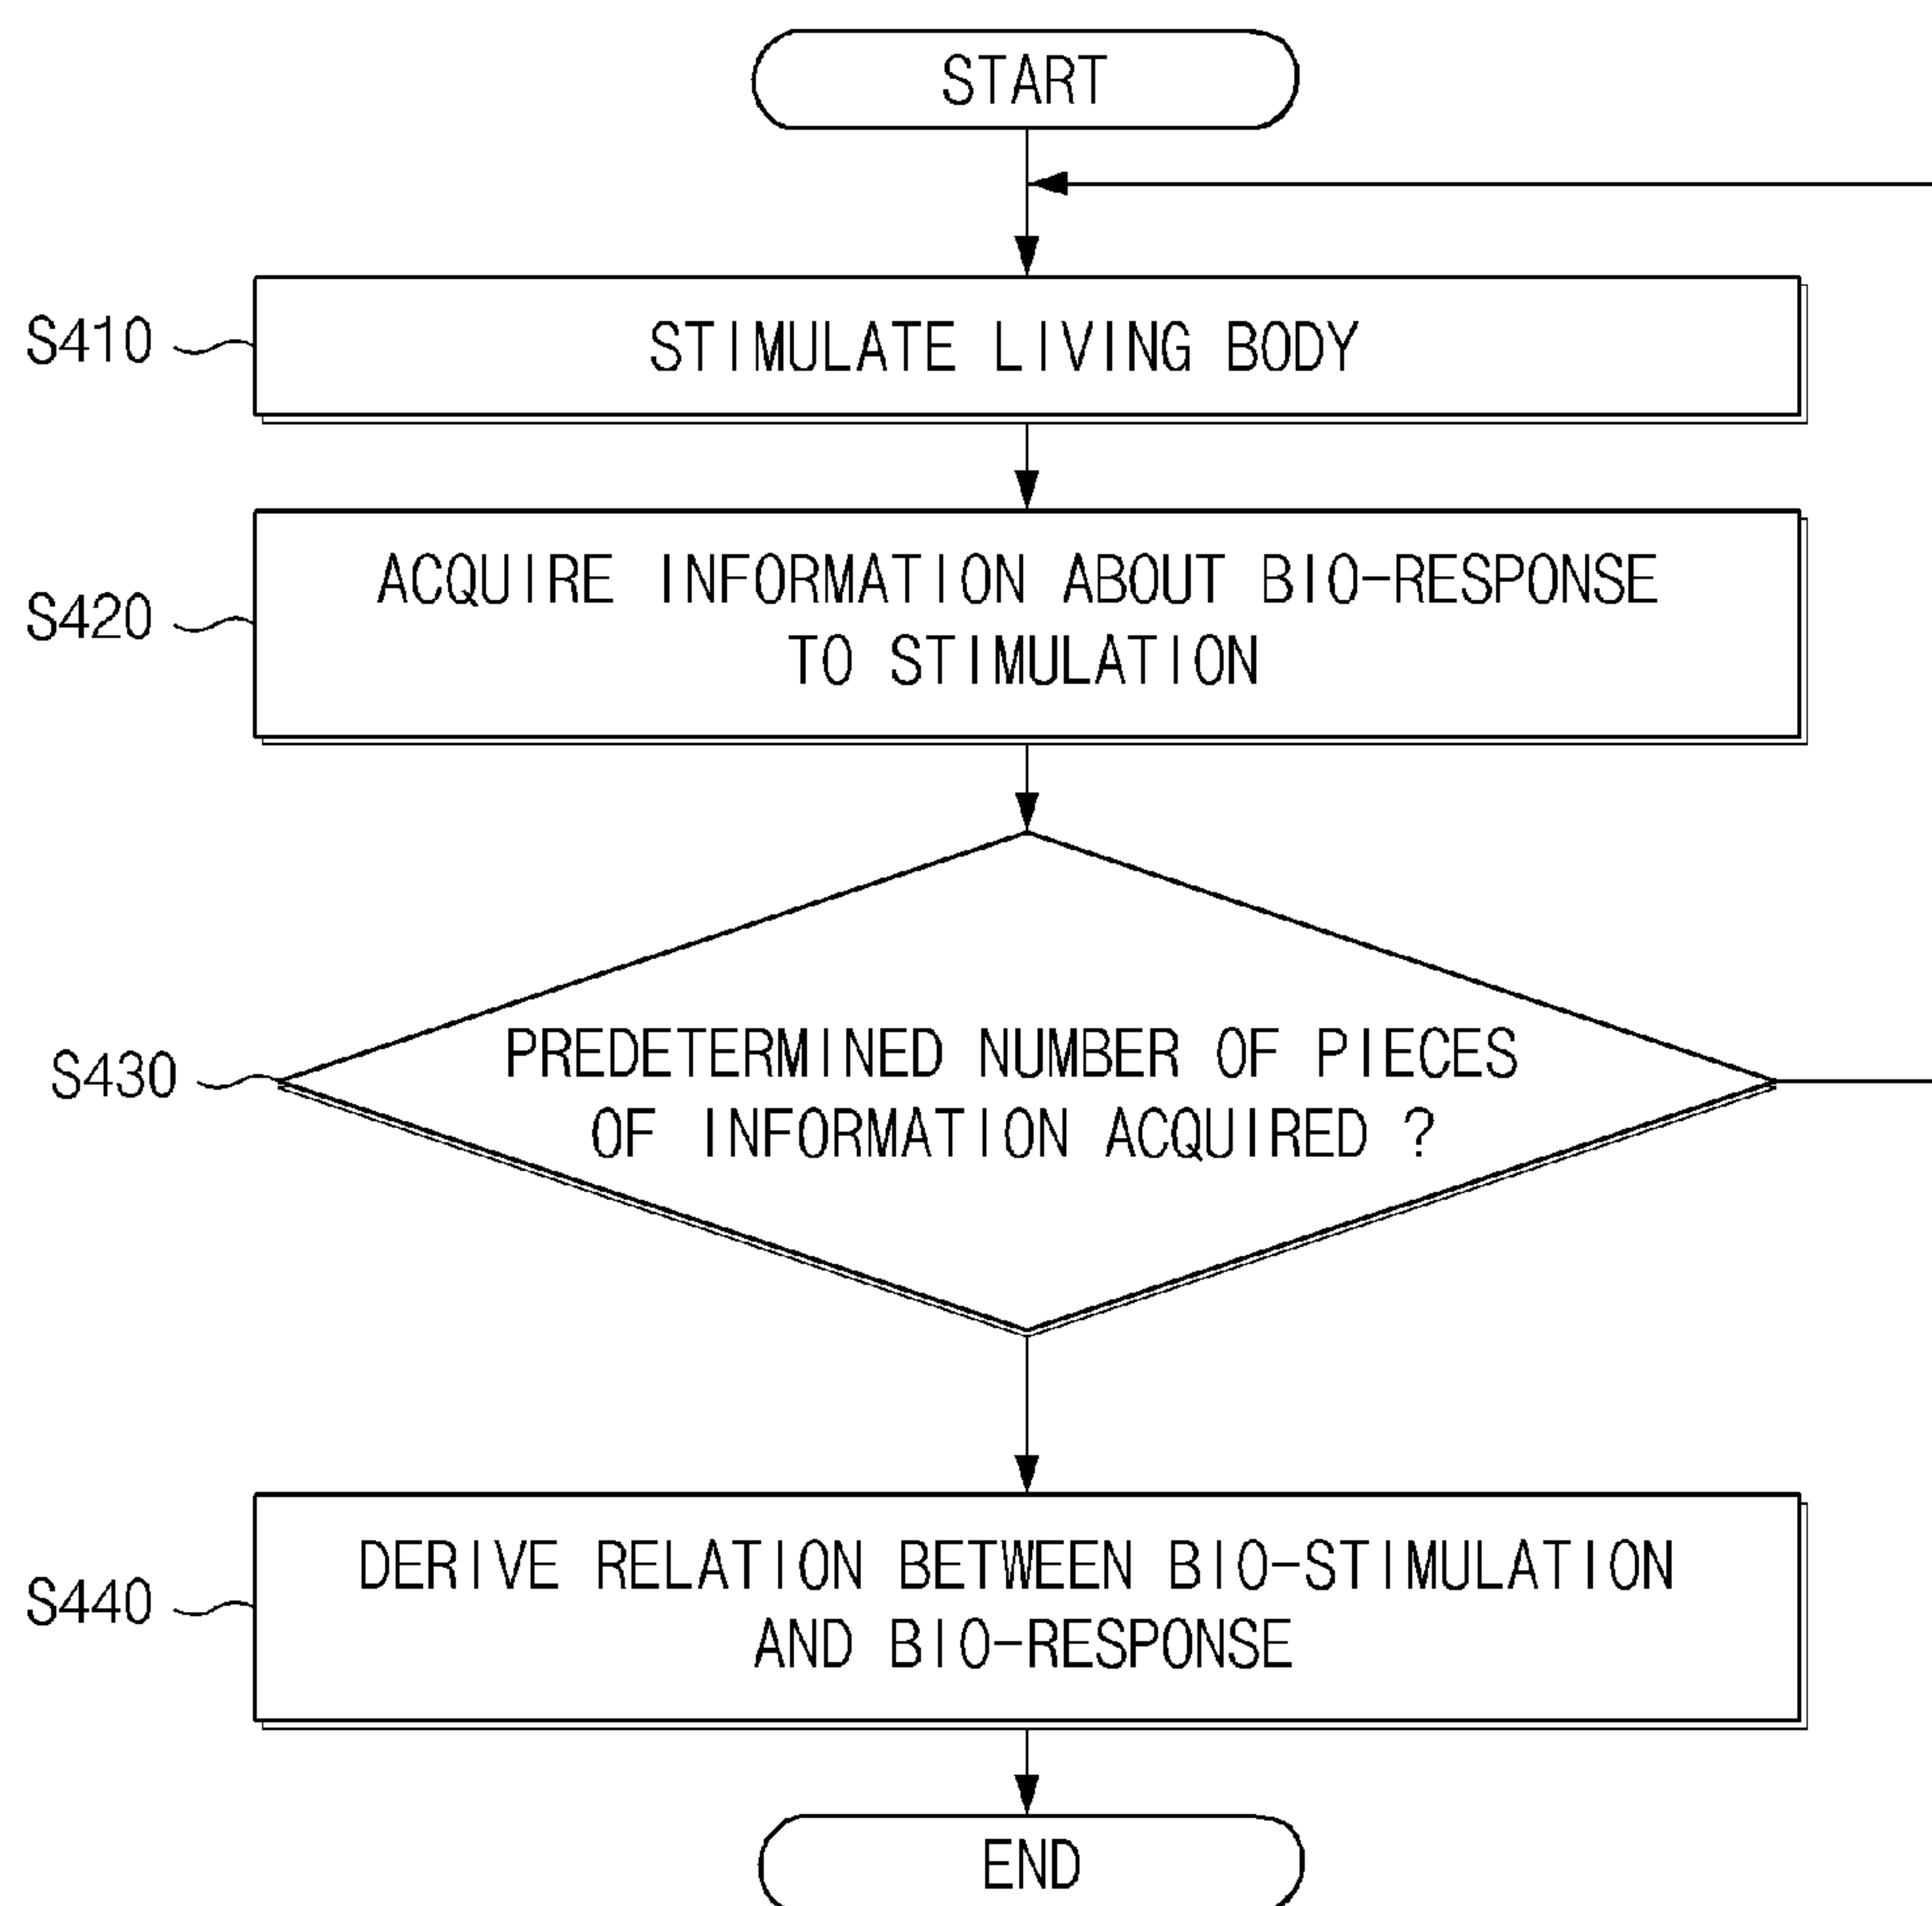 START
S410
STIMULATE LIVING BODY
S420
ACQUIRE INFORMATION ABOUT BIO-RESPONSE
TO STIMULATION
S430
PREDETERMINED NUMBER OF PIECES
OF INFORMATION ACQUIRED ?
S440
DERIVE RELATION BETWEEN BIO-STIMULATION
AND BIO-RESPONSE
END